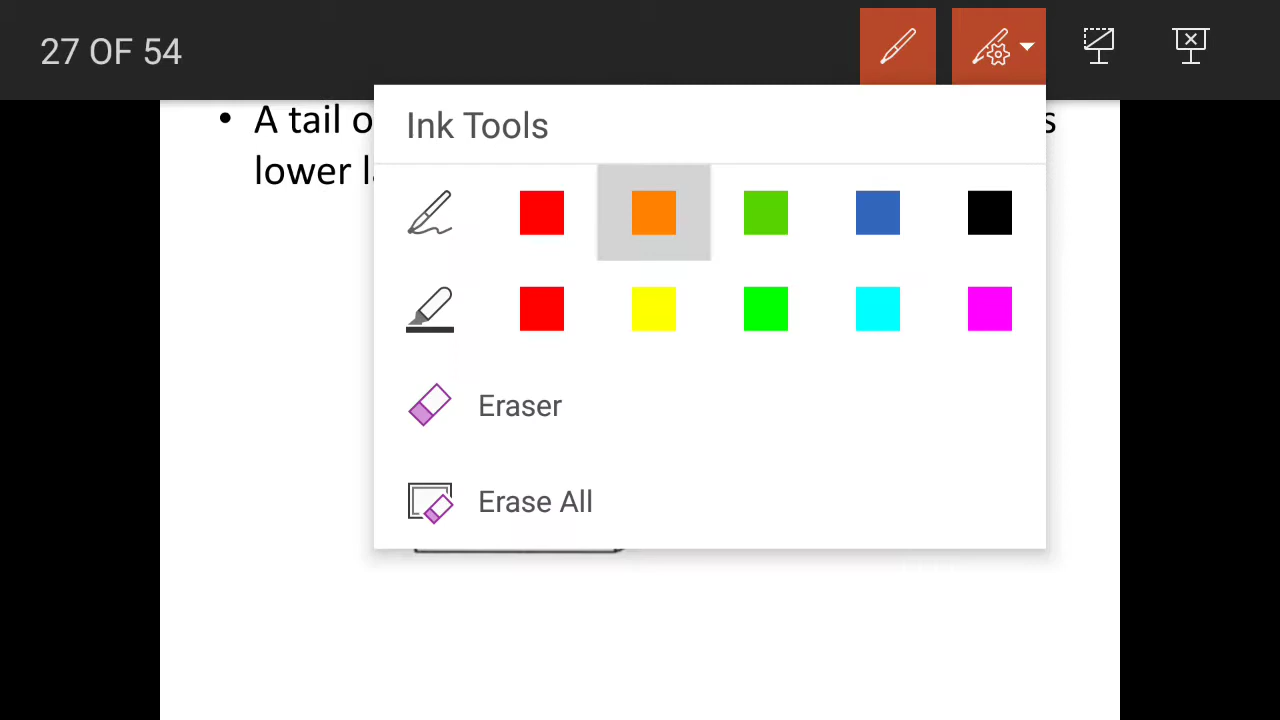 27 OF 54
Ink Tools
• A tail o
lower
Eraser
Erase All